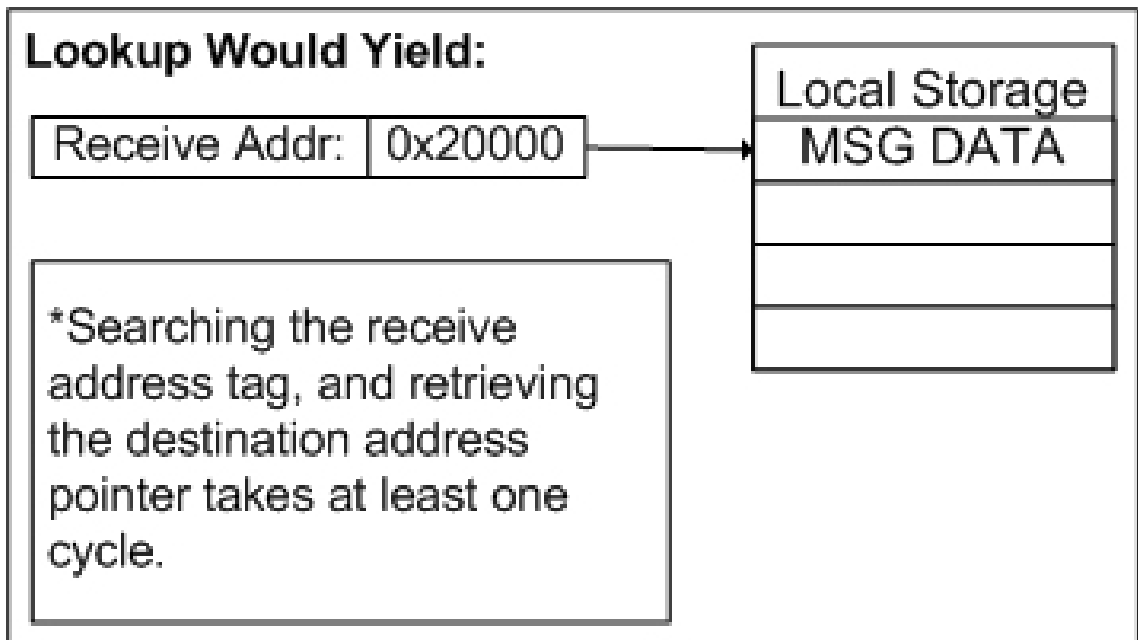 Lookup Would Yield:
Local Storage
Receive Addr: 0x20000
MSG DATA
*Searching the receive
address tag, and retrieving
the destination address
pointer takes at least one
cycle.